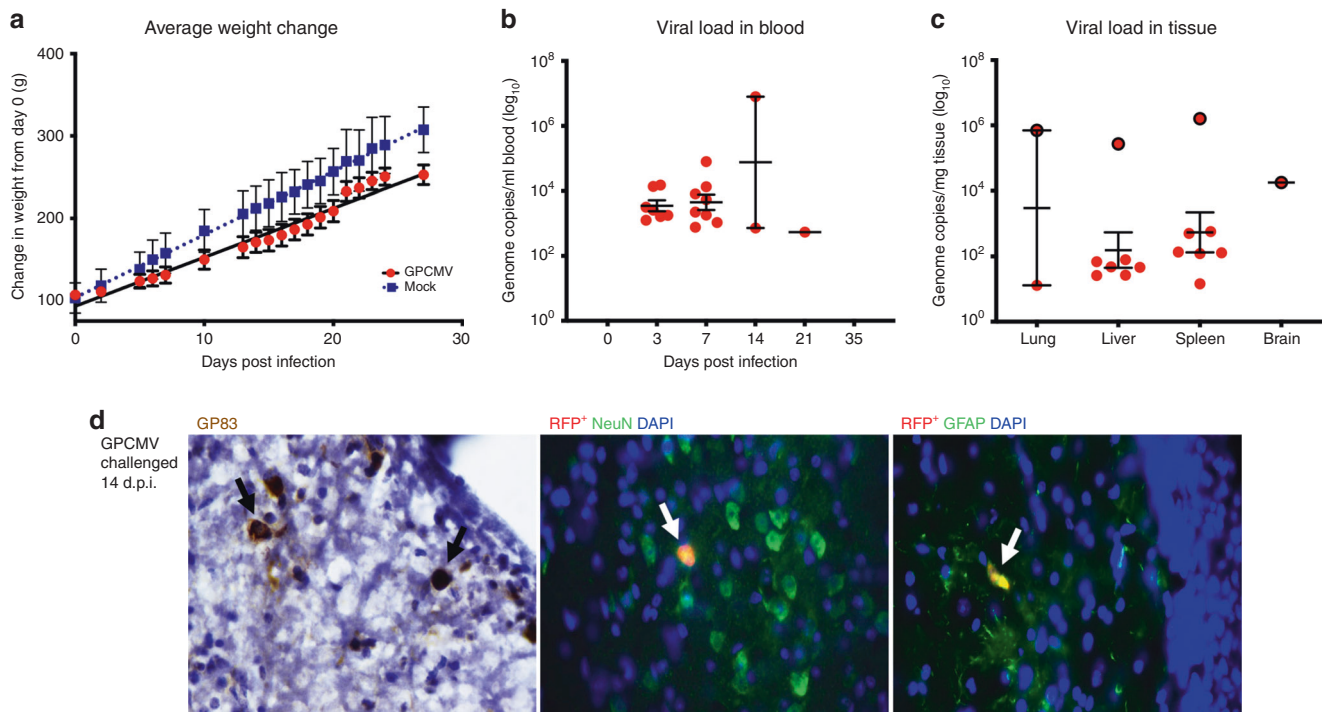 a
Average weight change
Change in weight from day 0 (g)
400
300
200
100
0
10
20
30
Days post infection
GPCMV
Mock
b
Viral load in blood
Genome copies/ml blood (log10)
10^8
10^6
10^4
10^2
10^0
0
3
7
14
21
35
Days post infection
c
Viral load in tissue
Genome copies/mg tissue (log10)
10^8
10^6
10^4
10^2
10^0
Lung
Liver
Spleen
Brain
d
GPCMV
challenged
14 d.p.i.
GP83
RFP+ NeuN DAPI
RFP+ GFAP DAPI